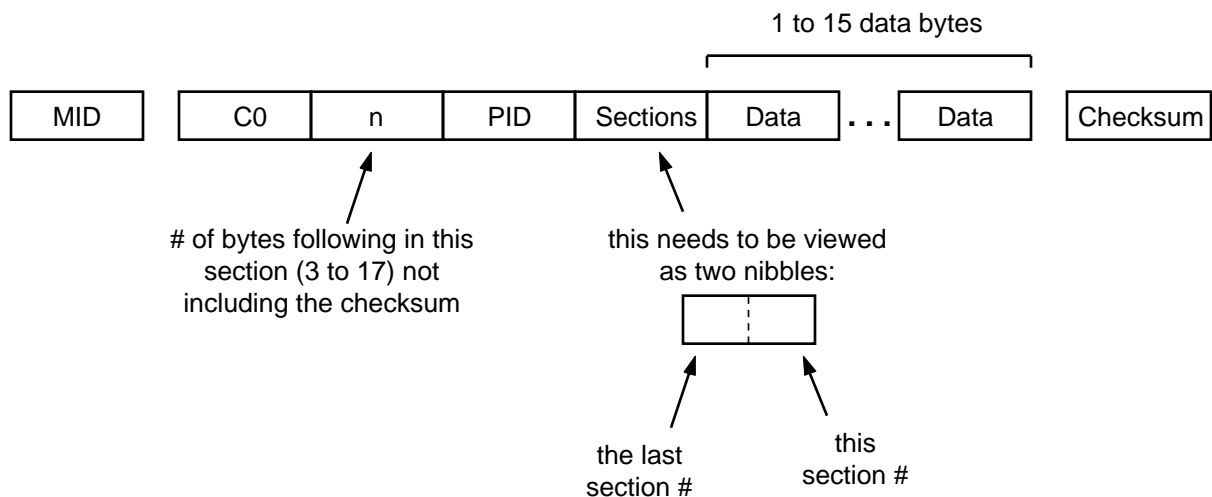 1 to 15 data bytes
MID C0 n PID Sections Data . . . Data Checksum
# of bytes following in this
section (3 to 17) not
including the checksum
this needs to be viewed
as two nibbles:
the last
section #
this
section #